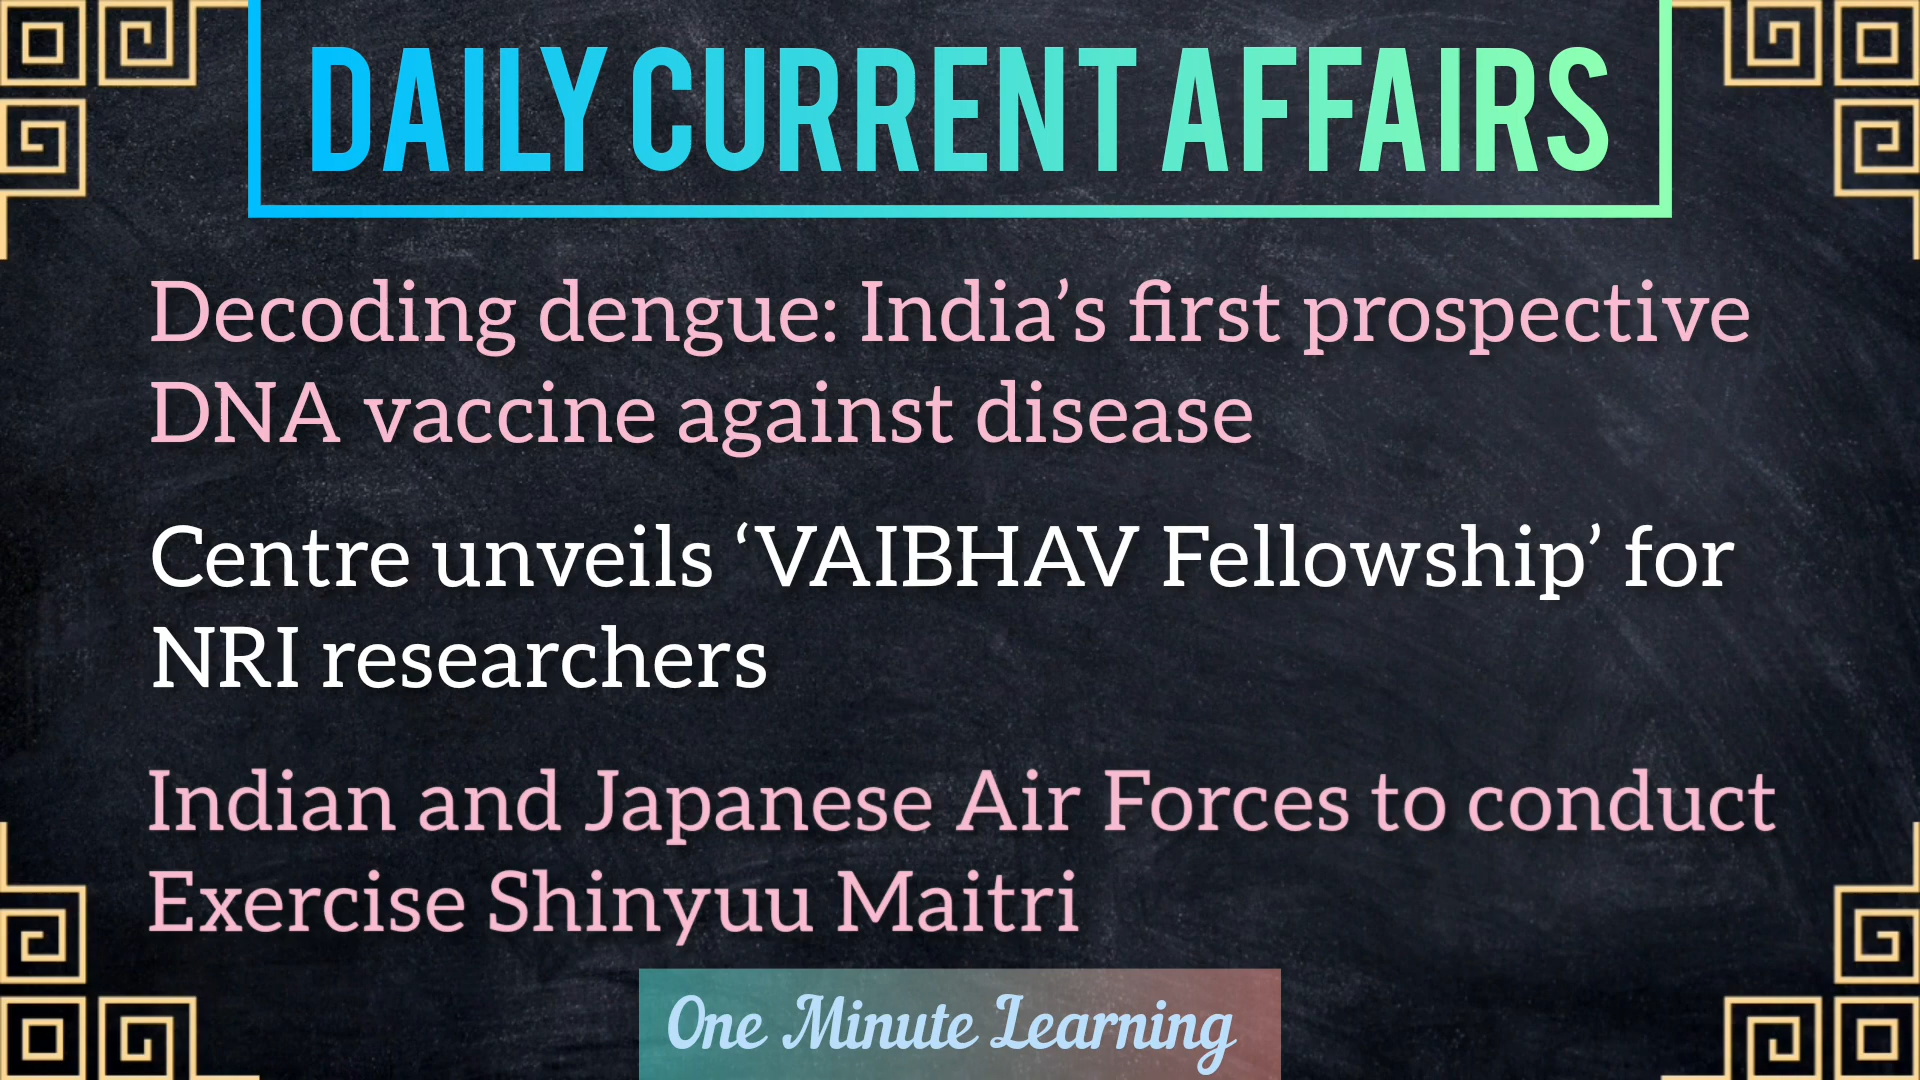 DAILY CURRENT AFFAIRS
Decoding dengue: India’s first prospective
DNA vaccine against disease
Centre unveils ‘VAIBHAV Fellowship’ for
NRI researchers
Indian and Japanese Air Forces to conduct
Exercise Shinyuu Maitri
One Minute Learning